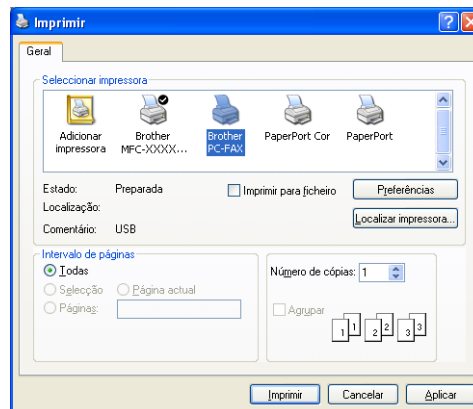 Imprimir
Geral
Seleccionar impressora
Adicionar impressora
Brother MFC-XXXX...
Brother PC-FAX
PaperPort Cor
PaperPort
Estado: Preparada
Imprimir para ficheiro
Preferências
Localização:
Localizar impressora...
Comentário: USB
Intervalo de páginas
Todas
Selecção
Página actual
Páginas:
Número de cópias: 1
Agrupar
1 1 2 2 3 3
Imprimir
Cancelar
Aplicar